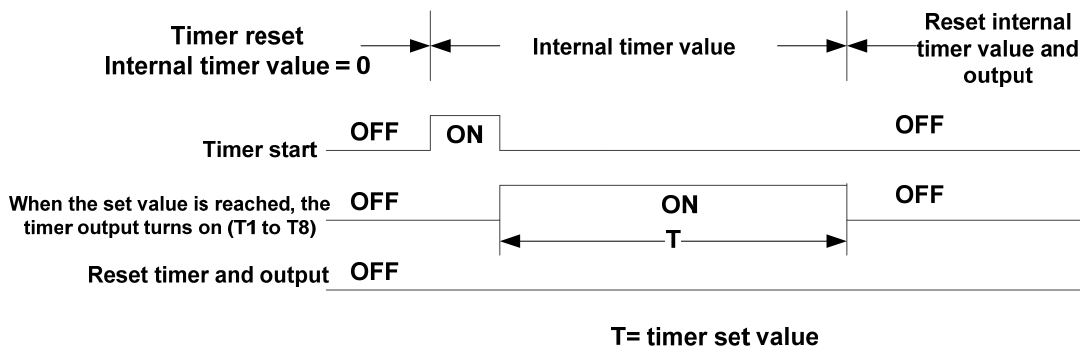 Timer reset
Internal timer value = 0
Internal timer value
Reset internal
timer value and
output
Timer start
OFF
ON
OFF
When the set value is reached, the
timer output turns on (T1 to T8)
OFF
ON
OFF
T
Reset timer and output
OFF
T= timer set value